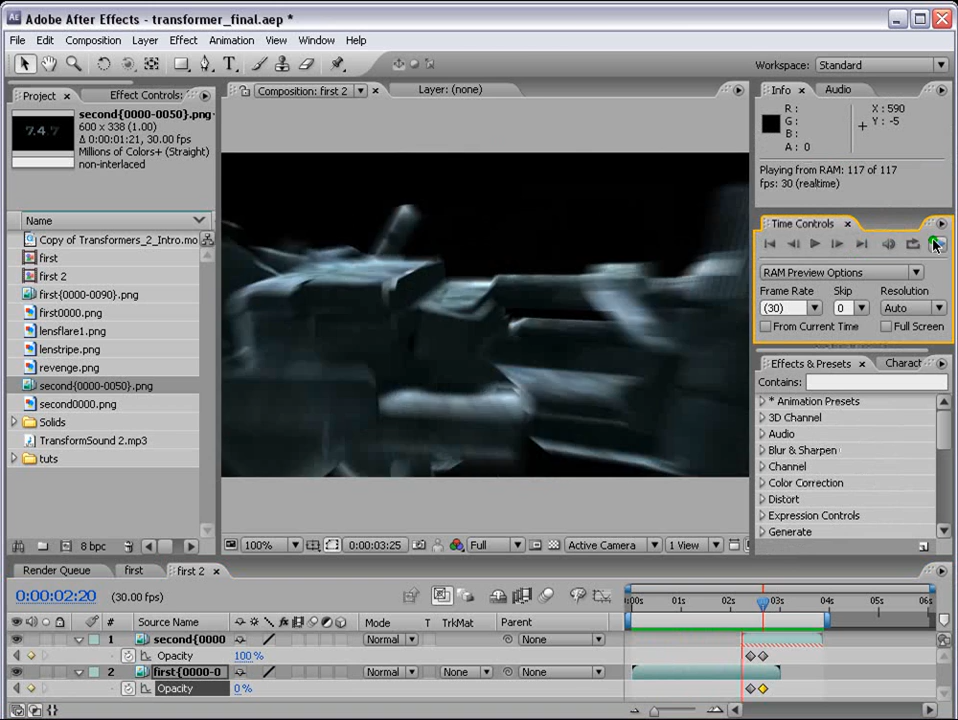 Adobe After Effects - transformer_final.aep *
File Edit Composition Layer Effect Animation View Window Help
Workspace: Standard
Project × Effect Controls:
Composition: first 2 × Layer: (none)
Info × Audio
second{0000-0050}.png
600 x 338 (1.00)
Δ 0:00:01:21, 30.00 fps
Millions of Colors+ (Straight)
non-interlaced
7.4.7
R :
G :
B :
A : 0
X : 590
Y : -5
Playing from RAM: 117 of 117
fps: 30 (realtime)
Time Controls ×
RAM Preview Options
Frame Rate Skip Resolution
(30) 0 Auto
From Current Time Full Screen
Name
Copy of Transformers_2_Intro.mo
first
first 2
first{0000-0090}.png
first0000.png
lensflare1.png
lenstripe.png
revenge.png
second{0000-0050}.png
second0000.png
Solids
TransformSound 2.mp3
tuts
Effects & Presets × Charact
Contains:
* Animation Presets
3D Channel
Audio
Blur & Sharpen
Channel
Color Correction
Distort
Expression Controls
Generate
8 bpc
100% 0:00:03:25 Full Active Camera 1 View
Render Queue first first 2 ×
0:00:02:20 (30.00 fps)
:00s 01s 02s 03s 04s 05s 06s
# Source Name Mode T TrkMat Parent
1 second{0000 Normal None
Opacity 100 %
2 first{0000-0 Normal None None
Opacity 0 %